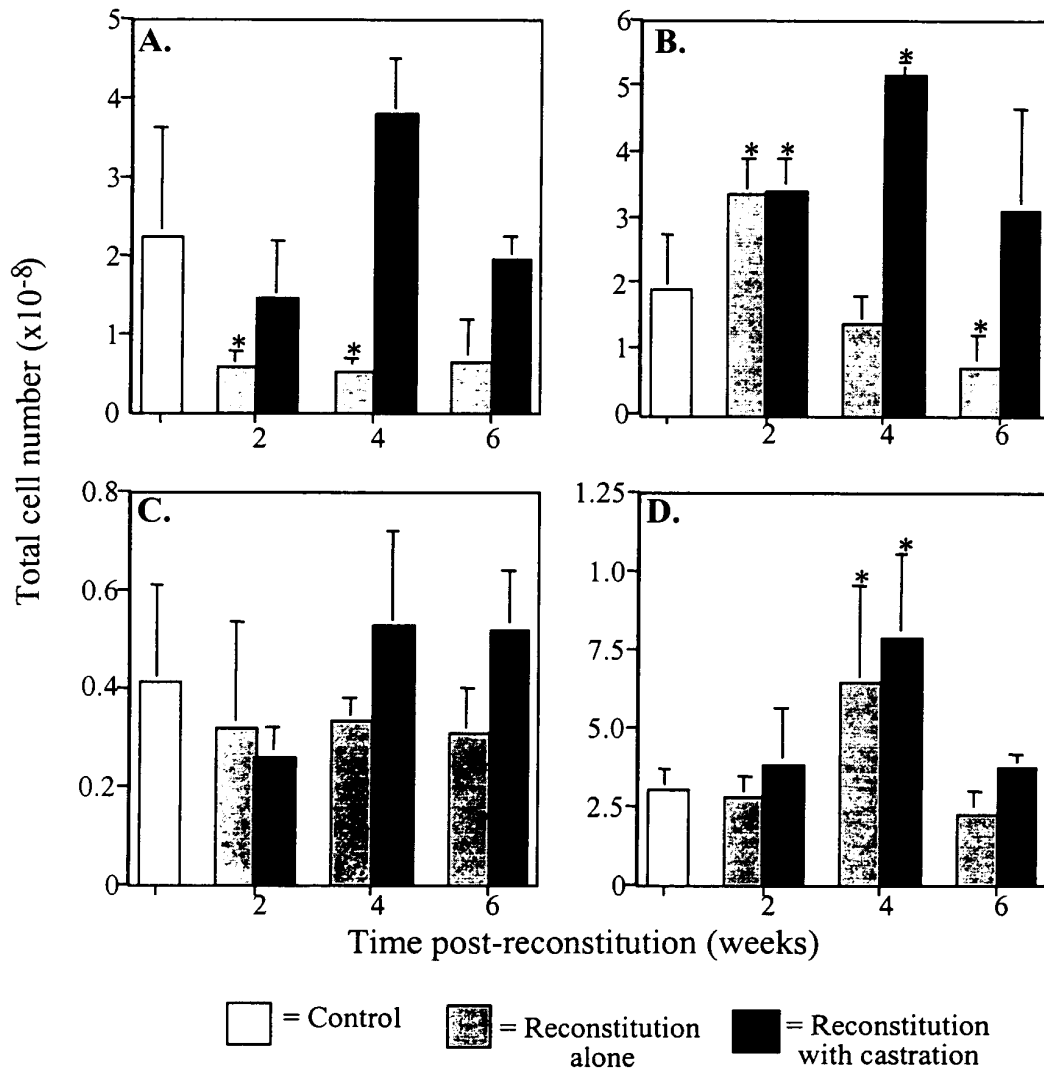 A.
5
4
3
2
1
0
2 4 6
* *
B.
6
5
4
3
2
1
0
2 4 6
* * * *
C.
0.8
0.6
0.4
0.2
0
2 4 6
D.
1.25
1.0
7.5
5.0
2.5
0
2 4 6
* *
Total cell number (x10-8)
Time post-reconstitution (weeks)
= Control
= Reconstitution
alone
= Reconstitution
with castration